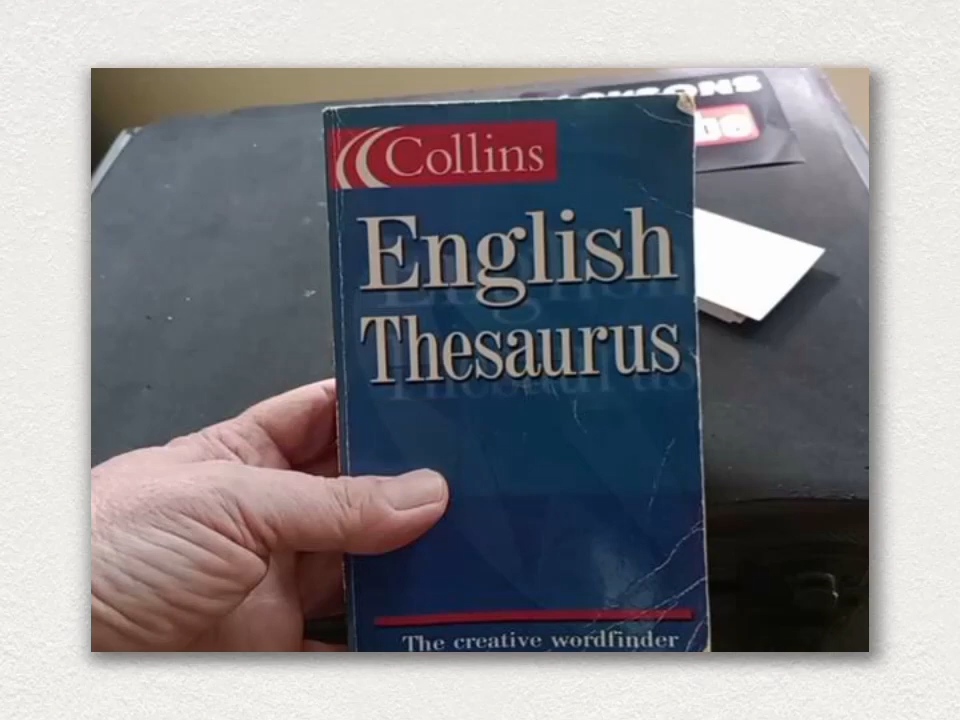 Collins
English
Thesaurus
The creative wordfinder